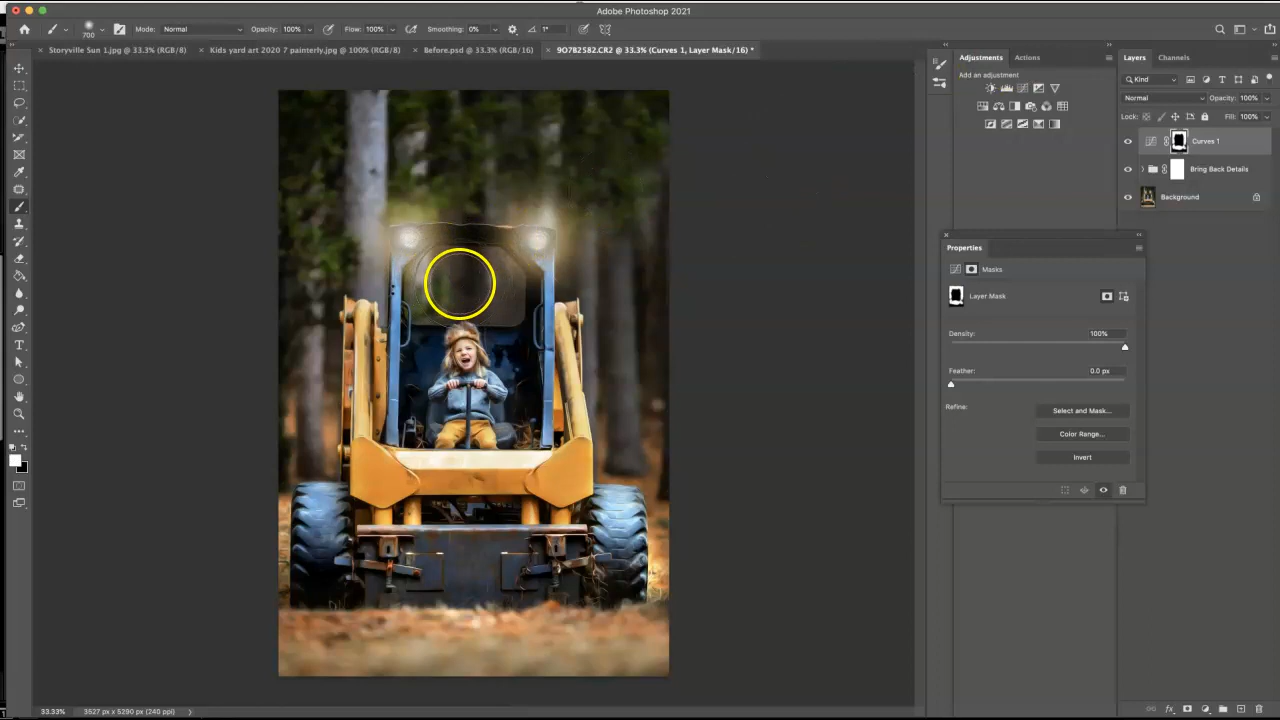 Adobe Photoshop 2021
700 Mode: Normal Opacity: 100% Flow: 100% Smoothing: 0% 1°
Storyville Sun 1.jpg @ 33.3% (RGB/8) Kids yard art 2020 7 painterly.jpg @ 100% (RGB/8) Before.psd @ 33.3% (RGB/16) 9O7B2582.CR2 @ 33.3% (Curves 1, Layer Mask/16) *
Adjustments Actions
Add an adjustment
Layers Channels
Kind
Normal Opacity: 100%
Lock: Fill: 100%
Curves 1
Bring Back Details
Background
Properties
Masks
Layer Mask
Density: 100%
Feather: 0.0 px
Refine: Select and Mask...
Color Range...
Invert
33.33% 3527 px x 5290 px (240 ppi)